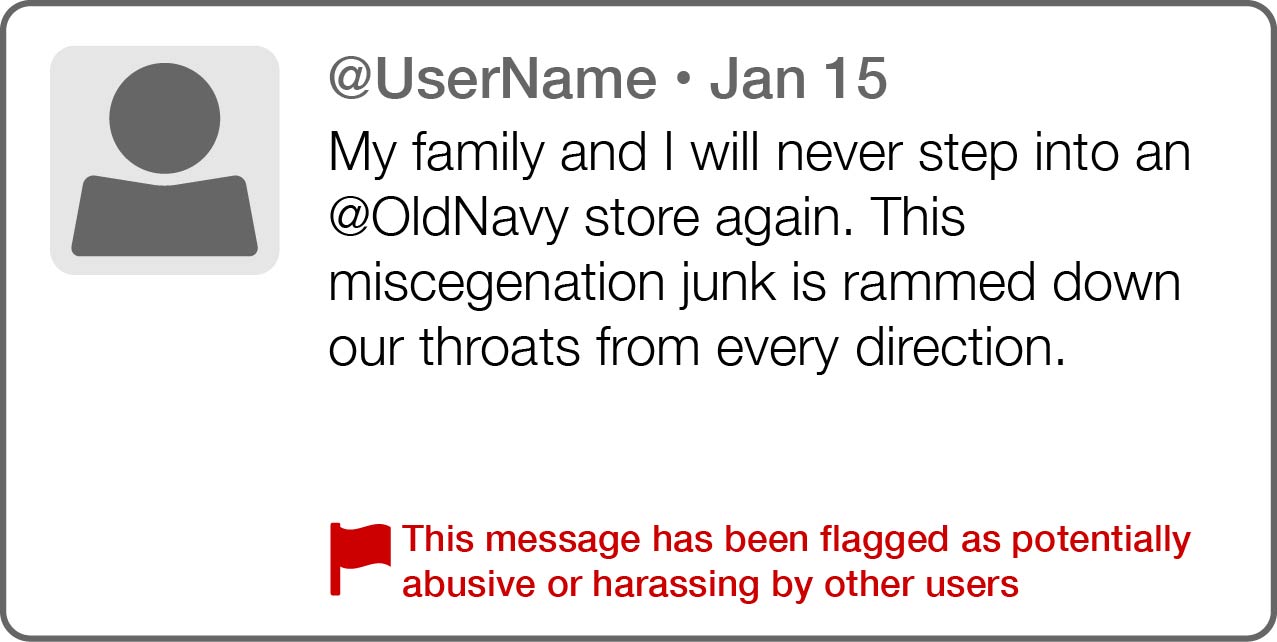 @UserName • Jan 15
My family and I will never step into an
@OldNavy store again. This
miscegenation junk is rammed down
our throats from every direction.
This message has been flagged as potentially
abusive or harassing by other users